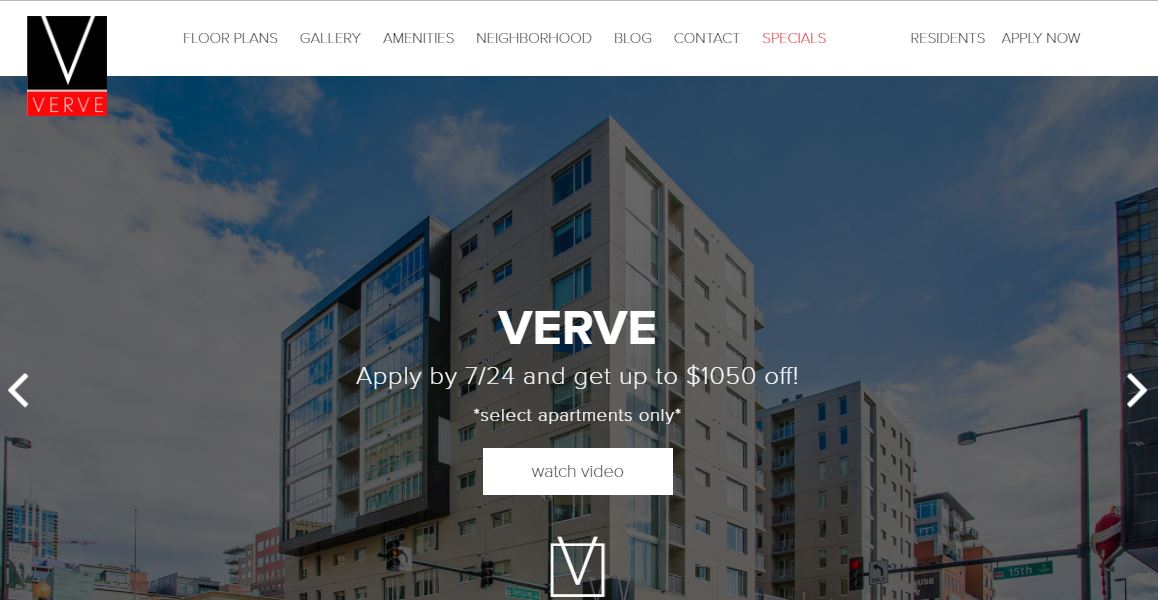 V
VERVE
FLOOR PLANS GALLERY AMENITIES NEIGHBORHOOD BLOG CONTACT SPECIALS RESIDENTS APPLY NOW
VERVE
Apply by 7/24 and get up to $1050 off!
*select apartments only*
watch video
V
15th
ONLY